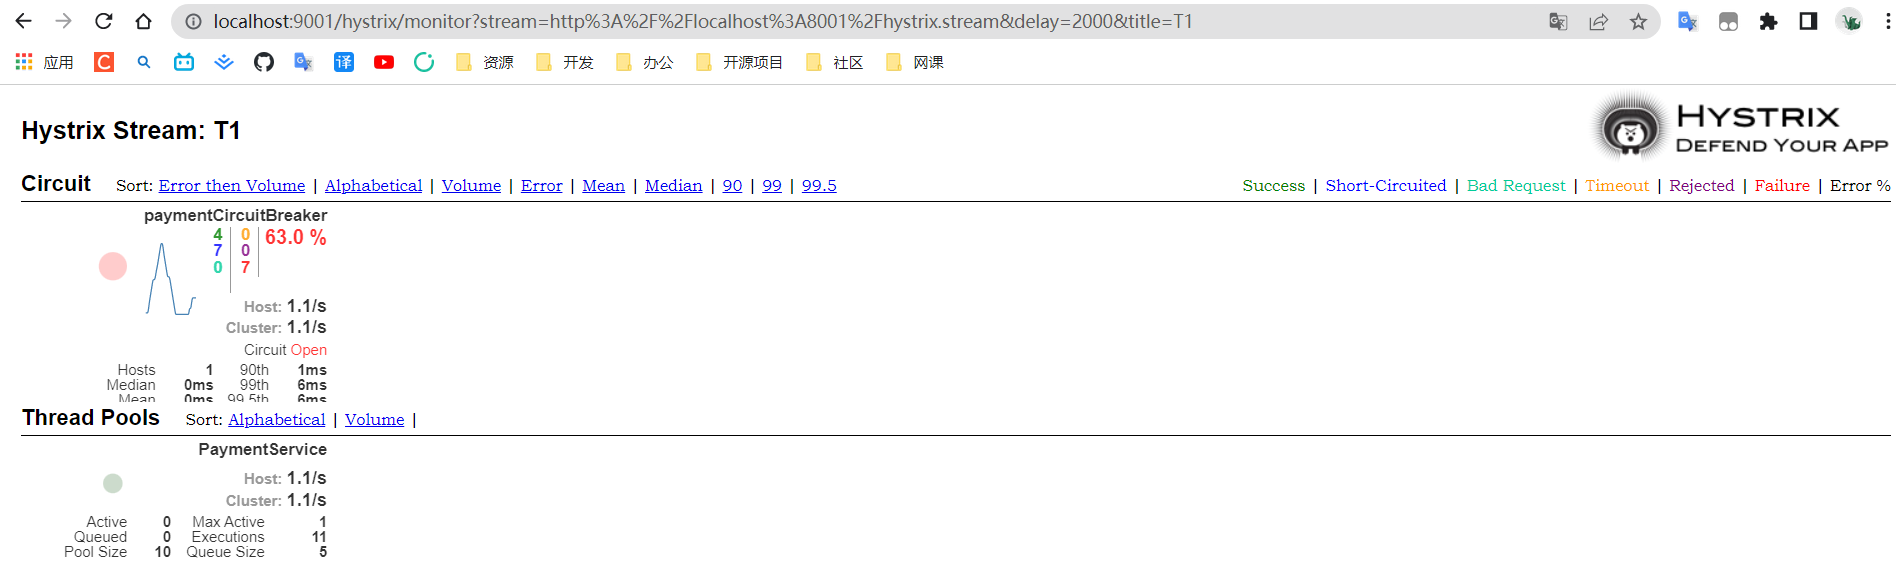 localhost:9001/hystrix/monitor?stream=http%3A%2F%2Flocalhost%3A8001%2Fhystrix.stream&delay=2000&title=T1
应用 资源 开发 办公 开源项目 社区 网课
Hystrix Stream: T1
HYSTRIX
DEFEND YOUR APP
Circuit Sort: Error then Volume | Alphabetical | Volume | Error | Mean | Median | 90 | 99 | 99.5 Success | Short-Circuited | Bad Request | Timeout | Rejected | Failure | Error %
paymentCircuitBreaker
4 0 63.0 %
7 0
0 7
Host: 1.1/s
Cluster: 1.1/s
Circuit Open
Hosts 1 90th 1ms
Median 0ms 99th 6ms
Mean 0ms 99.5th 6ms
Thread Pools Sort: Alphabetical | Volume |
PaymentService
Host: 1.1/s
Cluster: 1.1/s
Active 0 Max Active 1
Queued 0 Executions 11
Pool Size 10 Queue Size 5